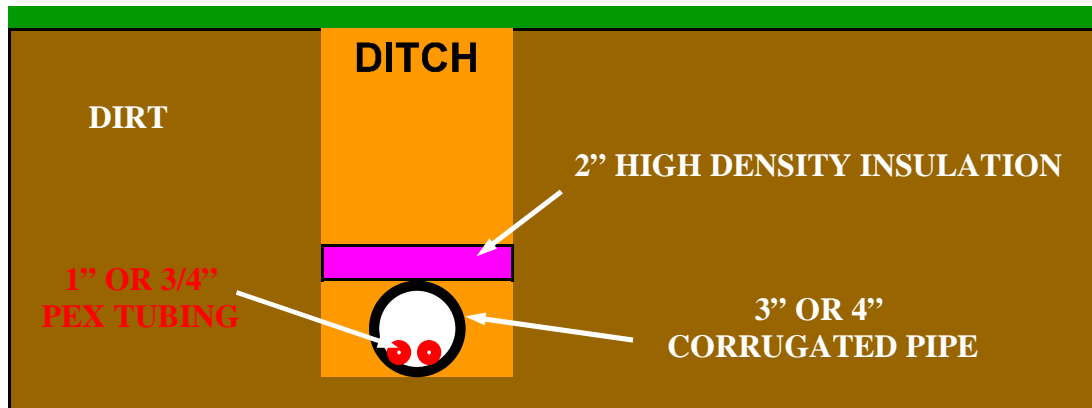 DITCH
DIRT
2” HIGH DENSITY INSULATION
1” OR 3/4”
PEX TUBING
3” OR 4”
CORRUGATED PIPE